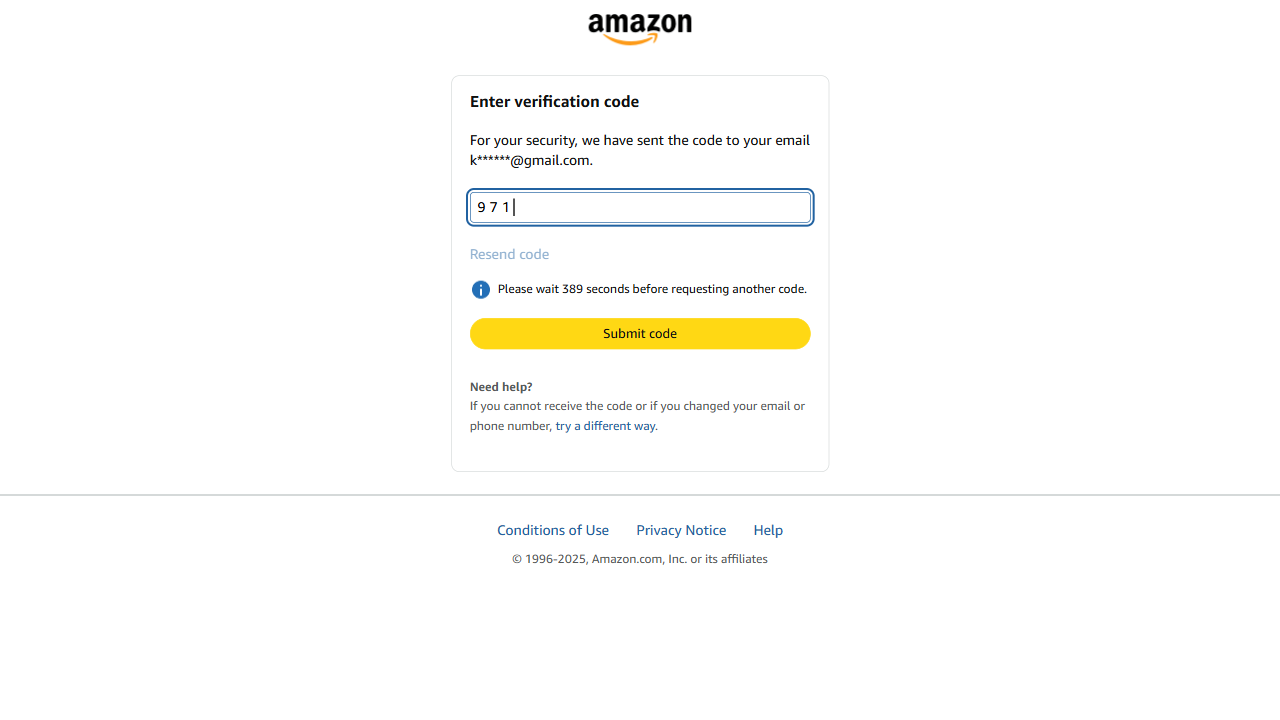 amazon
Enter verification code
For your security, we have sent the code to your email
k******@gmail.com.
9 7 1
Resend code
Please wait 389 seconds before requesting another code.
Submit code
Need help?
If you cannot receive the code or if you changed your email or
phone number, try a different way.
Conditions of Use Privacy Notice Help
© 1996-2025, Amazon.com, Inc. or its affiliates